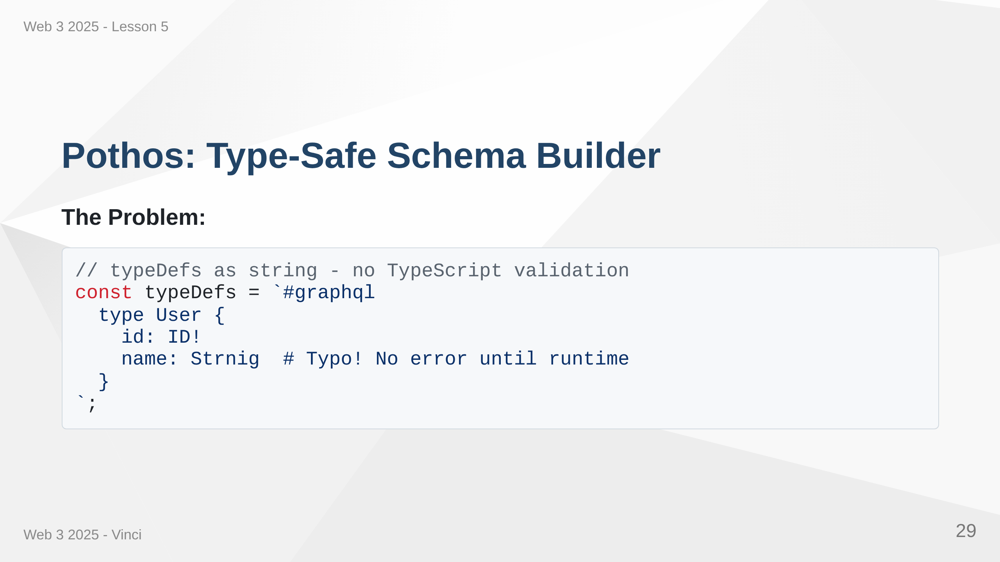 Web 3 2025 - Lesson 5
Pothos: Type-Safe Schema Builder
The Problem:
// typeDefs as string - no TypeScript validation
const typeDefs = `#graphql
  type User {
    id: ID!
    name: Strnig  # Typo! No error until runtime
  }
`;
Web 3 2025 - Vinci
29